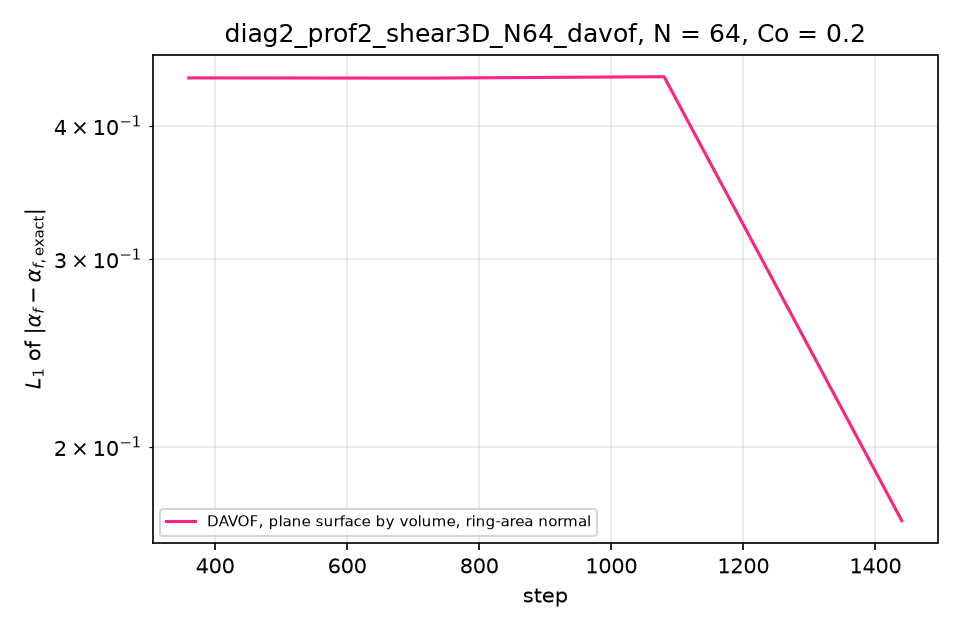 diag2_prof2_shear3D_N64_davof, N = 64, Co = 0.2
L₁ of |α_f − α_{f,exact}|
4 × 10⁻¹
3 × 10⁻¹
2 × 10⁻¹
DAVOF, plane surface by volume, ring-area normal
400 600 800 1000 1200 1400
step